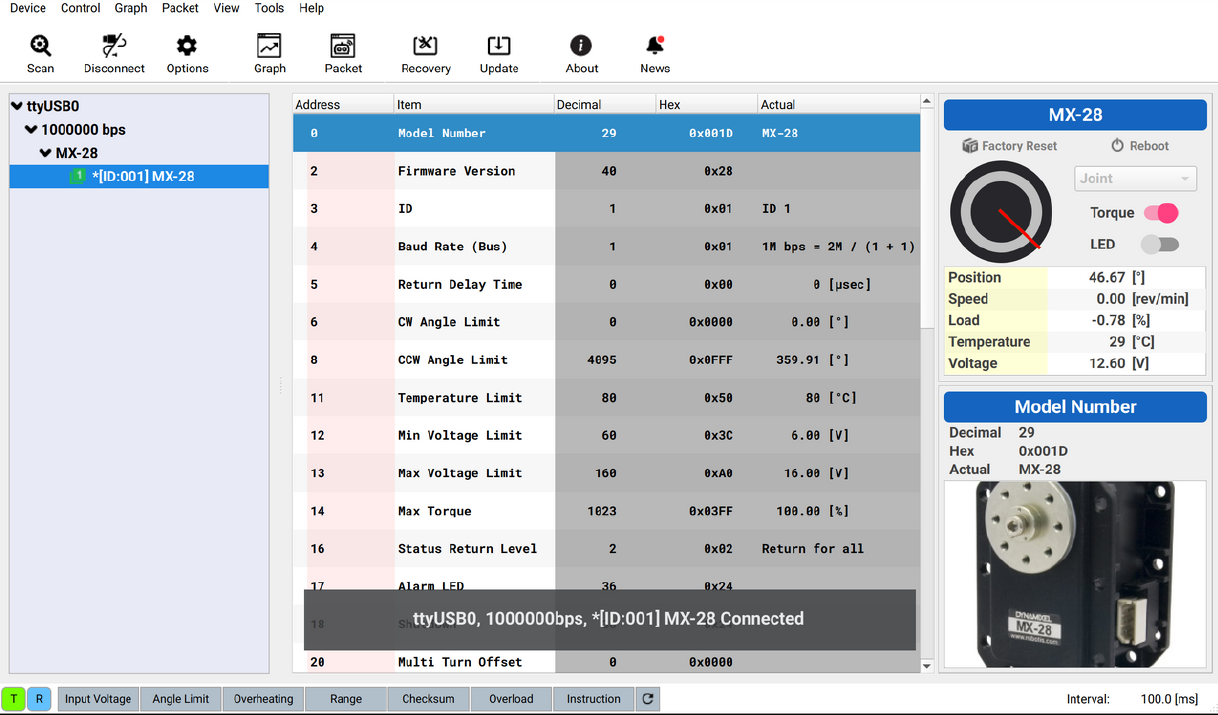 Device Control Graph Packet View Tools Help
Scan Disconnect Options Graph Packet Recovery Update About News
ttyUSB0
1000000 bps
MX-28
1 *[ID:001] MX-28
Address Item Decimal Hex Actual
0 Model Number 29 0x001D MX-28
2 Firmware Version 40 0x28
3 ID 1 0x01 ID 1
4 Baud Rate (Bus) 1 0x01 1M bps = 2M / (1 + 1)
5 Return Delay Time 0 0x00 0 [µsec]
6 CW Angle Limit 0 0x0000 0.00 [°]
8 CCW Angle Limit 4095 0x0FFF 359.91 [°]
11 Temperature Limit 80 0x50 80 [°C]
12 Min Voltage Limit 60 0x3C 6.00 [V]
13 Max Voltage Limit 160 0xA0 16.00 [V]
14 Max Torque 1023 0x03FF 100.00 [%]
16 Status Return Level 2 0x02 Return for all
17 Alarm LED 36 0x24
18
ttyUSB0, 1000000bps, *[ID:001] MX-28 Connected
20 Multi Turn Offset 0 0x0000
MX-28
Factory Reset Reboot
Joint
Torque
LED
Position 46.67 [°]
Speed 0.00 [rev/min]
Load -0.78 [%]
Temperature 29 [°C]
Voltage 12.60 [V]
Model Number
Decimal 29
Hex 0x001D
Actual MX-28
DYNAMIXEL
MX-28
www.robotis.com
T R Input Voltage Angle Limit Overheating Range Checksum Overload Instruction Interval: 100.0 [ms]